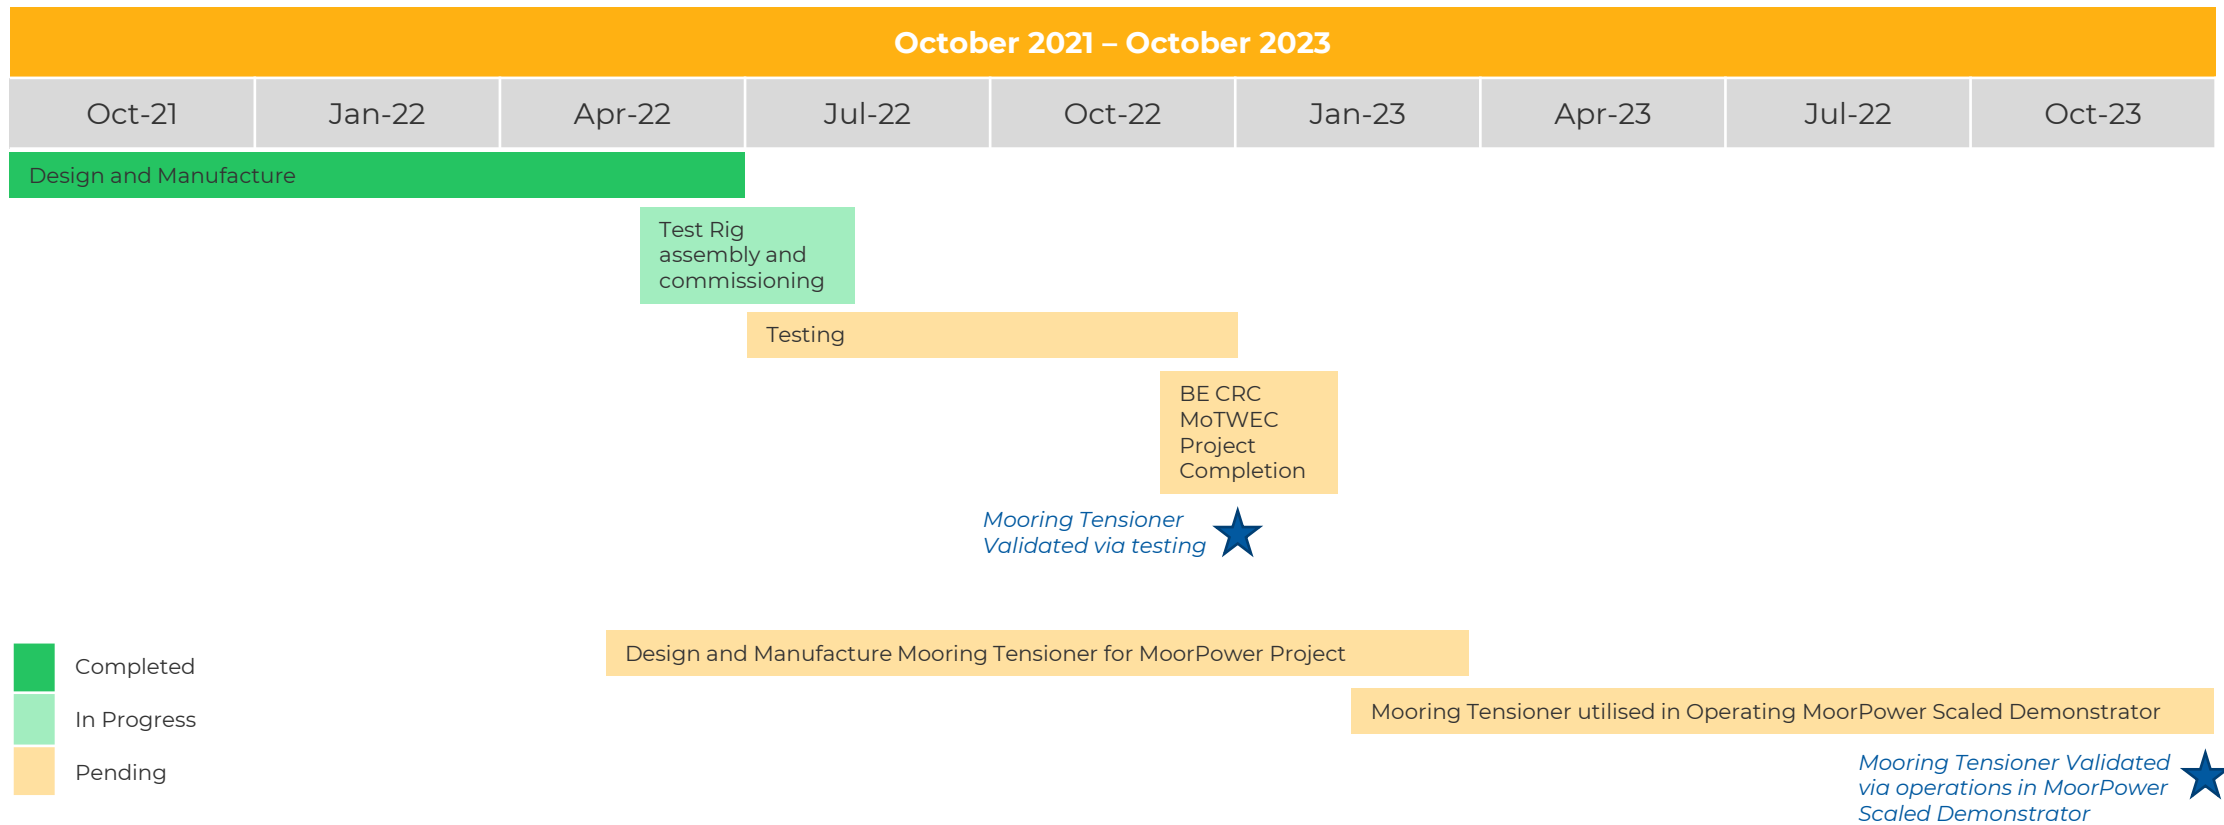 October 2021 – October 2023
Oct-21
Jan-22
Apr-22
Jul-22
Oct-22
Jan-23
Apr-23
Jul-22
Oct-23
Design and Manufacture
Test Rig
assembly and
commissioning
Testing
BE CRC
MoTWEC
Project
Completion
Mooring Tensioner
Validated via testing
Design and Manufacture Mooring Tensioner for MoorPower Project
Mooring Tensioner utilised in Operating MoorPower Scaled Demonstrator
Mooring Tensioner Validated
via operations in MoorPower
Scaled Demonstrator
Completed
In Progress
Pending